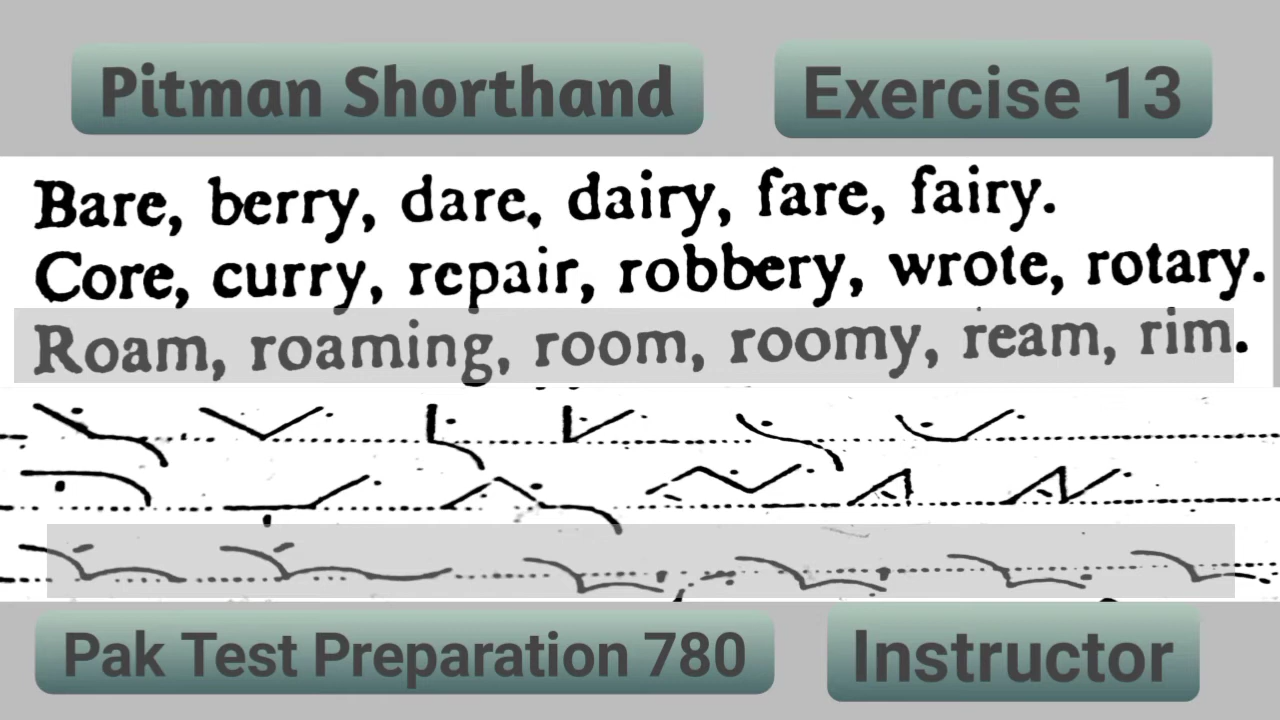 Pitman Shorthand Exercise 13
Bare, berry, dare, dairy, fare, fairy.
Core, curry, repair, robbery, wrote, rotary.
Roam, roaming, room, roomy, ream, rim.
Pak Test Preparation 780 Instructor